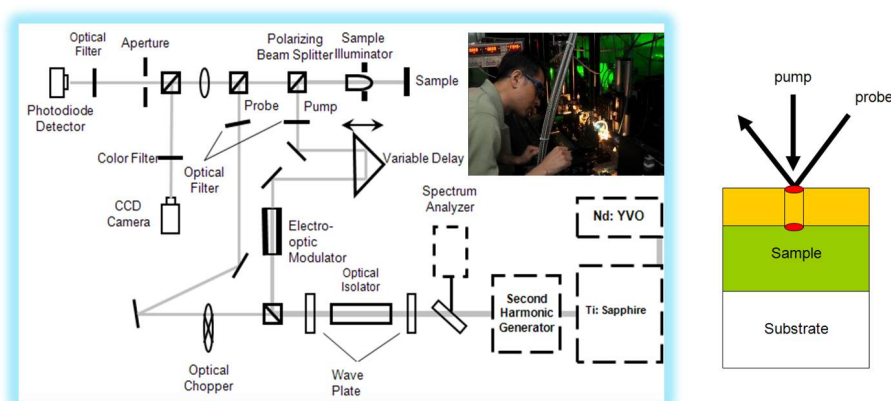 Optical
Filter
Aperture
Polarizing
Beam Splitter
Sample
Illuminator
Sample
Photodiode
Detector
Probe
Pump
Color Filter
Optical
Filter
Variable Delay
CCD
Camera
Electro-
optic
Modulator
Spectrum
Analyzer
Nd: YVO
Optical
Isolator
Second
Harmonic
Generator
Ti: Sapphire
Optical
Chopper
Wave
Plate
pump
probe
Sample
Substrate